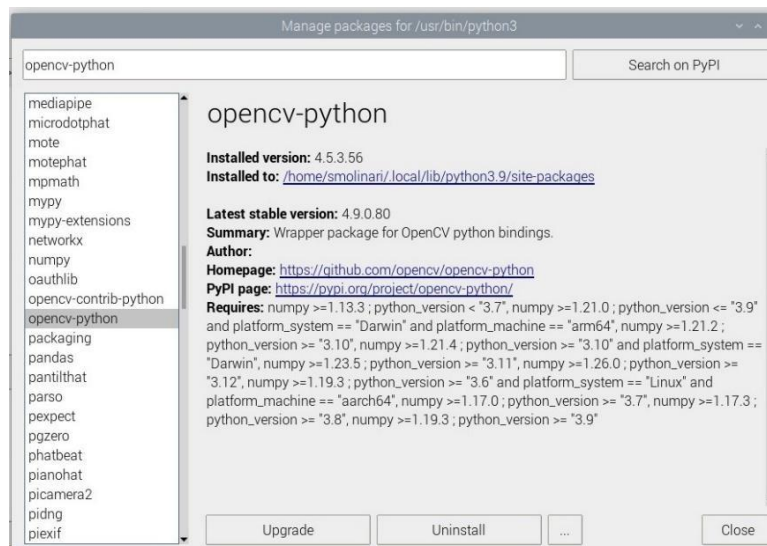 Manage packages for /usr/bin/python3
opencv-python
Search on PyPI
mediapipe
microdotphat
mote
motephat
mpmath
mypy
mypy-extensions
networkx
numpy
oauthlib
opencv-contrib-python
opencv-python
packaging
pandas
pantilthat
parso
pexpect
pgzero
phatbeat
pianohat
picamera2
pidng
piexif
opencv-python
Installed version: 4.5.3.56
Installed to: /home/smolinari/.local/lib/python3.9/site-packages
Latest stable version: 4.9.0.80
Summary: Wrapper package for OpenCV python bindings.
Author:
Homepage: https://github.com/opencv/opencv-python
PyPI page: https://pypi.org/project/opencv-python/
Requires: numpy >=1.13.3 ; python_version < "3.7", numpy >=1.21.0 ; python_version <= "3.9"
and platform_system == "Darwin" and platform_machine == "arm64", numpy >=1.21.2 ;
python_version >= "3.10", numpy >=1.21.4 ; python_version >= "3.10" and platform_system ==
"Darwin", numpy >=1.23.5 ; python_version >= "3.11", numpy >=1.26.0 ; python_version >=
"3.12", numpy >=1.19.3 ; python_version >= "3.6" and platform_system == "Linux" and
platform_machine == "aarch64", numpy >=1.17.0 ; python_version >= "3.7", numpy >=1.17.3 ;
python_version >= "3.8", numpy >=1.19.3 ; python_version >= "3.9"
Upgrade
Uninstall
...
Close